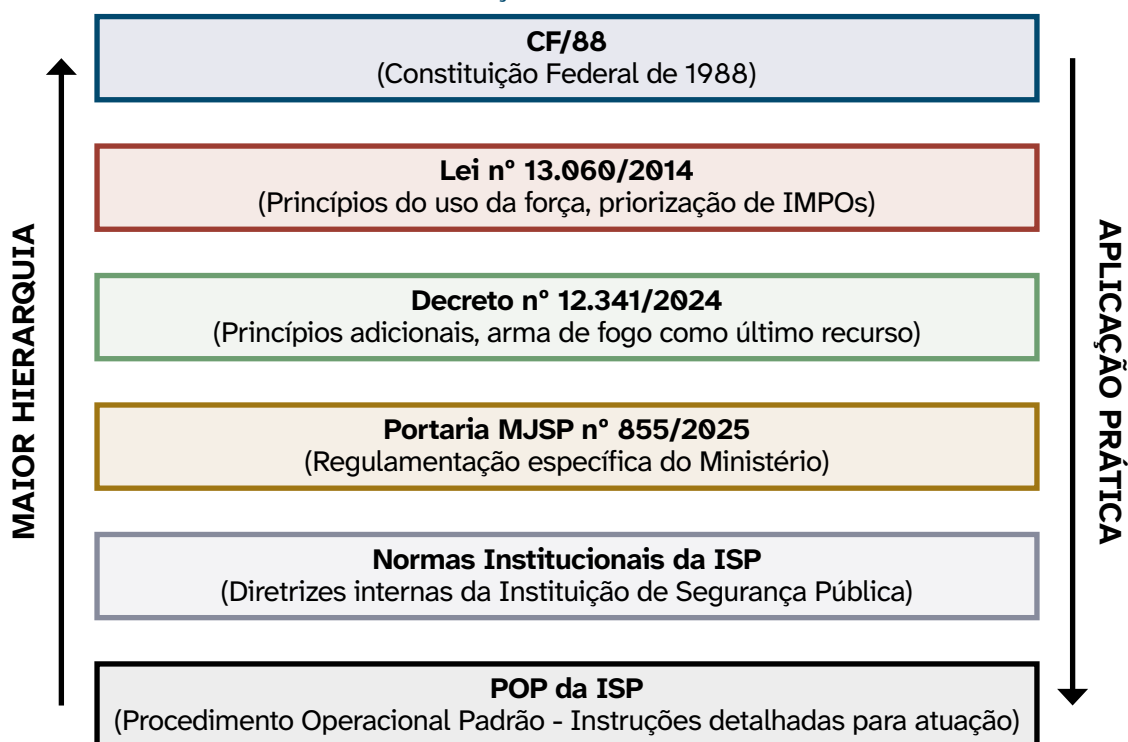 CF/88
(Constituição Federal de 1988)
Lei nº 13.060/2014
(Princípios do uso da força, priorização de IMPOs)
Decreto nº 12.341/2024
(Princípios adicionais, arma de fogo como último recurso)
Portaria MJSP nº 855/2025
(Regulamentação específica do Ministério)
Normas Institucionais da ISP
(Diretrizes internas da Instituição de Segurança Pública)
POP da ISP
(Procedimento Operacional Padrão - Instruções detalhadas para atuação)
MAIOR HIERARQUIA
APLICAÇÃO PRÁTICA